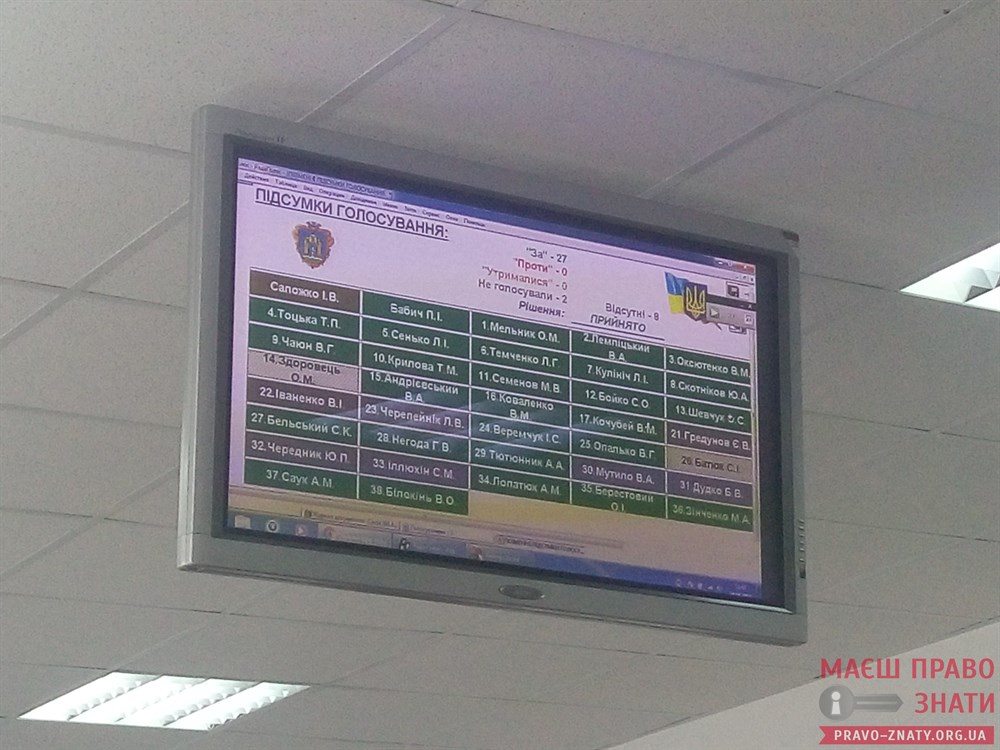 ПІДСУМКИ ГОЛОСУВАННЯ:
"За" - 27
"Проти" - 0
"Утрималися" - 0
Не голосували - 2
Відсутні - 8
Рішення: ПРИЙНЯТО
Сапожко І.В.
Бабич П.І.
1.Мельник О.М.
2.Лемпіцький
В.А.
3.Оксютенко В.М.
4.Тоцька Т.П.
5.Сенько Л.І.
6.Темченко Л.Г.
7.Кулініч Л.І.
8.Скотніков Ю.А.
9.Чаюн В.Г.
10.Крилова Т.М.
11.Семенов М.В.
12.Бойко С.О.
13.Шевчук С.
14.Здоровець
О.М.
15.Андрієвський
В.А.
16.Коваленко
В.М.
17.Кочубей В.М.
21.Гредунов Є.В.
22.Іваненко В.І
23.Черепейнік Л.В.
24.Веремчук І.С.
25.Опалько В.Г.
26.Батюк С.І.
27.Бельський С.К.
28.Негода Г.В.
29.Тютюнник А.А.
30.Мутило В.А.
31.Дудко Б.В.
32.Чередник Ю.П.
33.Іллюхін С.М.
34.Лопатюк А.М.
35.Берестовий
О.І.
36.Зінченко М.А.
37.Саук А.М.
38.Білокінь В.О.
МАЄШ ПРАВО
ЗНАТИ
PRAVO-ZNATY.ORG.UA